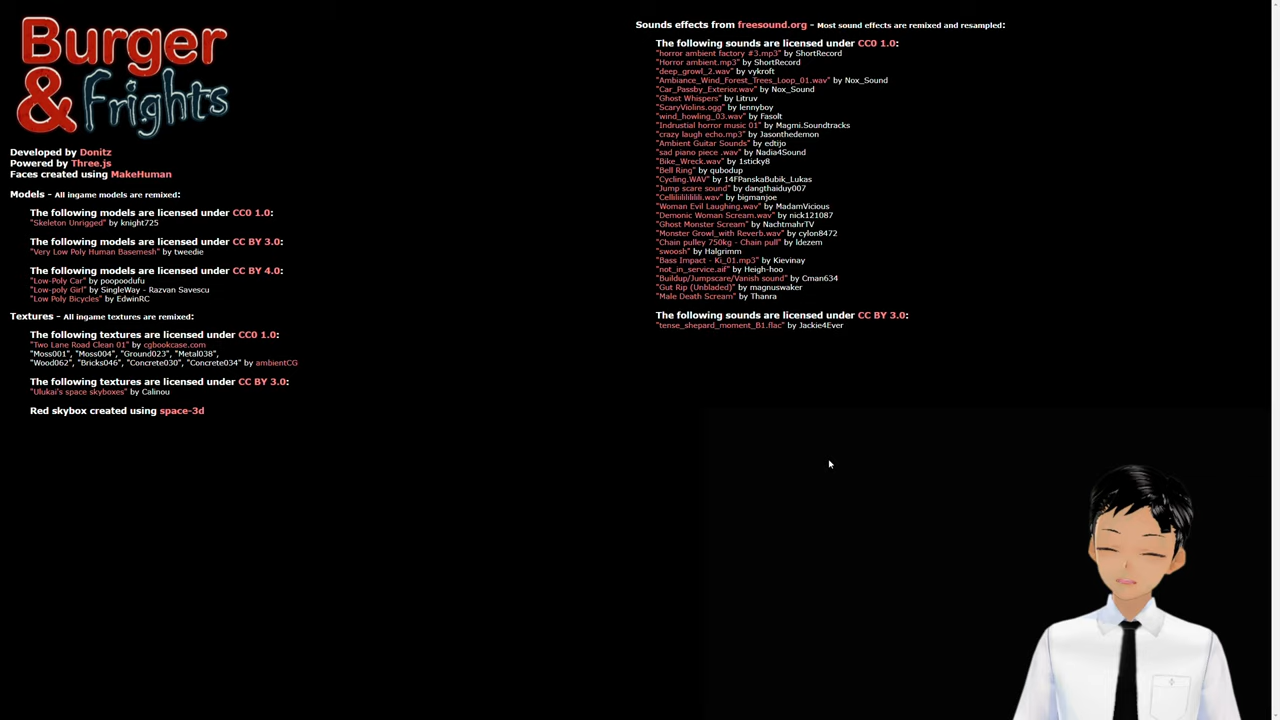 Burger
& Frights
Developed by Donitz
Powered by Three.js
Faces created using MakeHuman
Models - All ingame models are remixed:
The following models are licensed under CC0 1.0:
"Skeleton Unrigged" by knight725
The following models are licensed under CC BY 3.0:
"Very Low Poly Human Basemesh" by tweedie
The following models are licensed under CC BY 4.0:
"Low-Poly Car" by poopoodufu
"Low-poly Girl" by SingleWay - Razvan Savescu
"Low Poly Bicycles" by EdwinRC
Textures - All ingame textures are remixed:
The following textures are licensed under CC0 1.0:
"Two Lane Road Clean 01" by cgbookcase.com
"Moss001", "Moss004", "Ground023", "Metal038",
"Wood062", "Bricks046", "Concrete030", "Concrete034" by ambientCG
The following textures are licensed under CC BY 3.0:
"Ulukai's space skyboxes" by Calinou
Red skybox created using space-3d
Sounds effects from freesound.org - Most sound effects are remixed and resampled:
The following sounds are licensed under CC0 1.0:
"horror ambient factory #3.mp3" by ShortRecord
"Horror ambient.mp3" by ShortRecord
"deep_growl_2.wav" by vykroft
"Ambiance_Wind_Forest_Trees_Loop_01.wav" by Nox_Sound
"Car_Passby_Exterior.wav" by Nox_Sound
"Ghost Whispers" by Litruv
"ScaryViolins.ogg" by lennyboy
"wind_howling_03.wav" by Fasolt
"Indrustial horror music 01" by Magmi.Soundtracks
"crazy laugh echo.mp3" by Jasonthedemon
"Ambient Guitar Sounds" by edtijo
"sad piano piece .wav" by Nadia4Sound
"Bike_Wreck.wav" by 1sticky8
"Bell Ring" by qubodup
"Cycling.WAV" by 14FPanskaBubik_Lukas
"Jump scare sound" by dangthaiduy007
"Celliiliililili.wav" by bigmanjoe
"Woman Evil Laughing.wav" by MadamVicious
"Demonic Woman Scream.wav" by nick121087
"Ghost Monster Scream" by NachtmahrTV
"Monster Growl_with Reverb.wav" by cylon8472
"Chain pulley 750kg - Chain pull" by ldezem
"swoosh" by Halgrimm
"Bass Impact - Ki_01.mp3" by Kievinay
"not_in_service.aif" by Heigh-hoo
"Buildup/Jumpscare/Vanish sound" by Cman634
"Gut Rip (Unbladed)" by magnuswaker
"Male Death Scream" by Thanra
The following sounds are licensed under CC BY 3.0:
"tense_shepard_moment_B1.flac" by Jackie4Ever